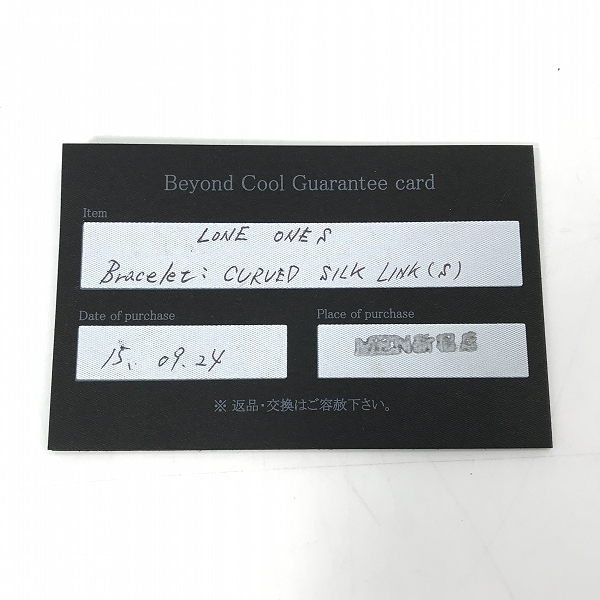 Beyond Cool Guarantee card
Item
LONE ONES
Bracelet: CURVED SILK LINK(S)
Date of purchase
Place of purchase
15. 09. 24
※ 返品・交換はご容赦下さい。